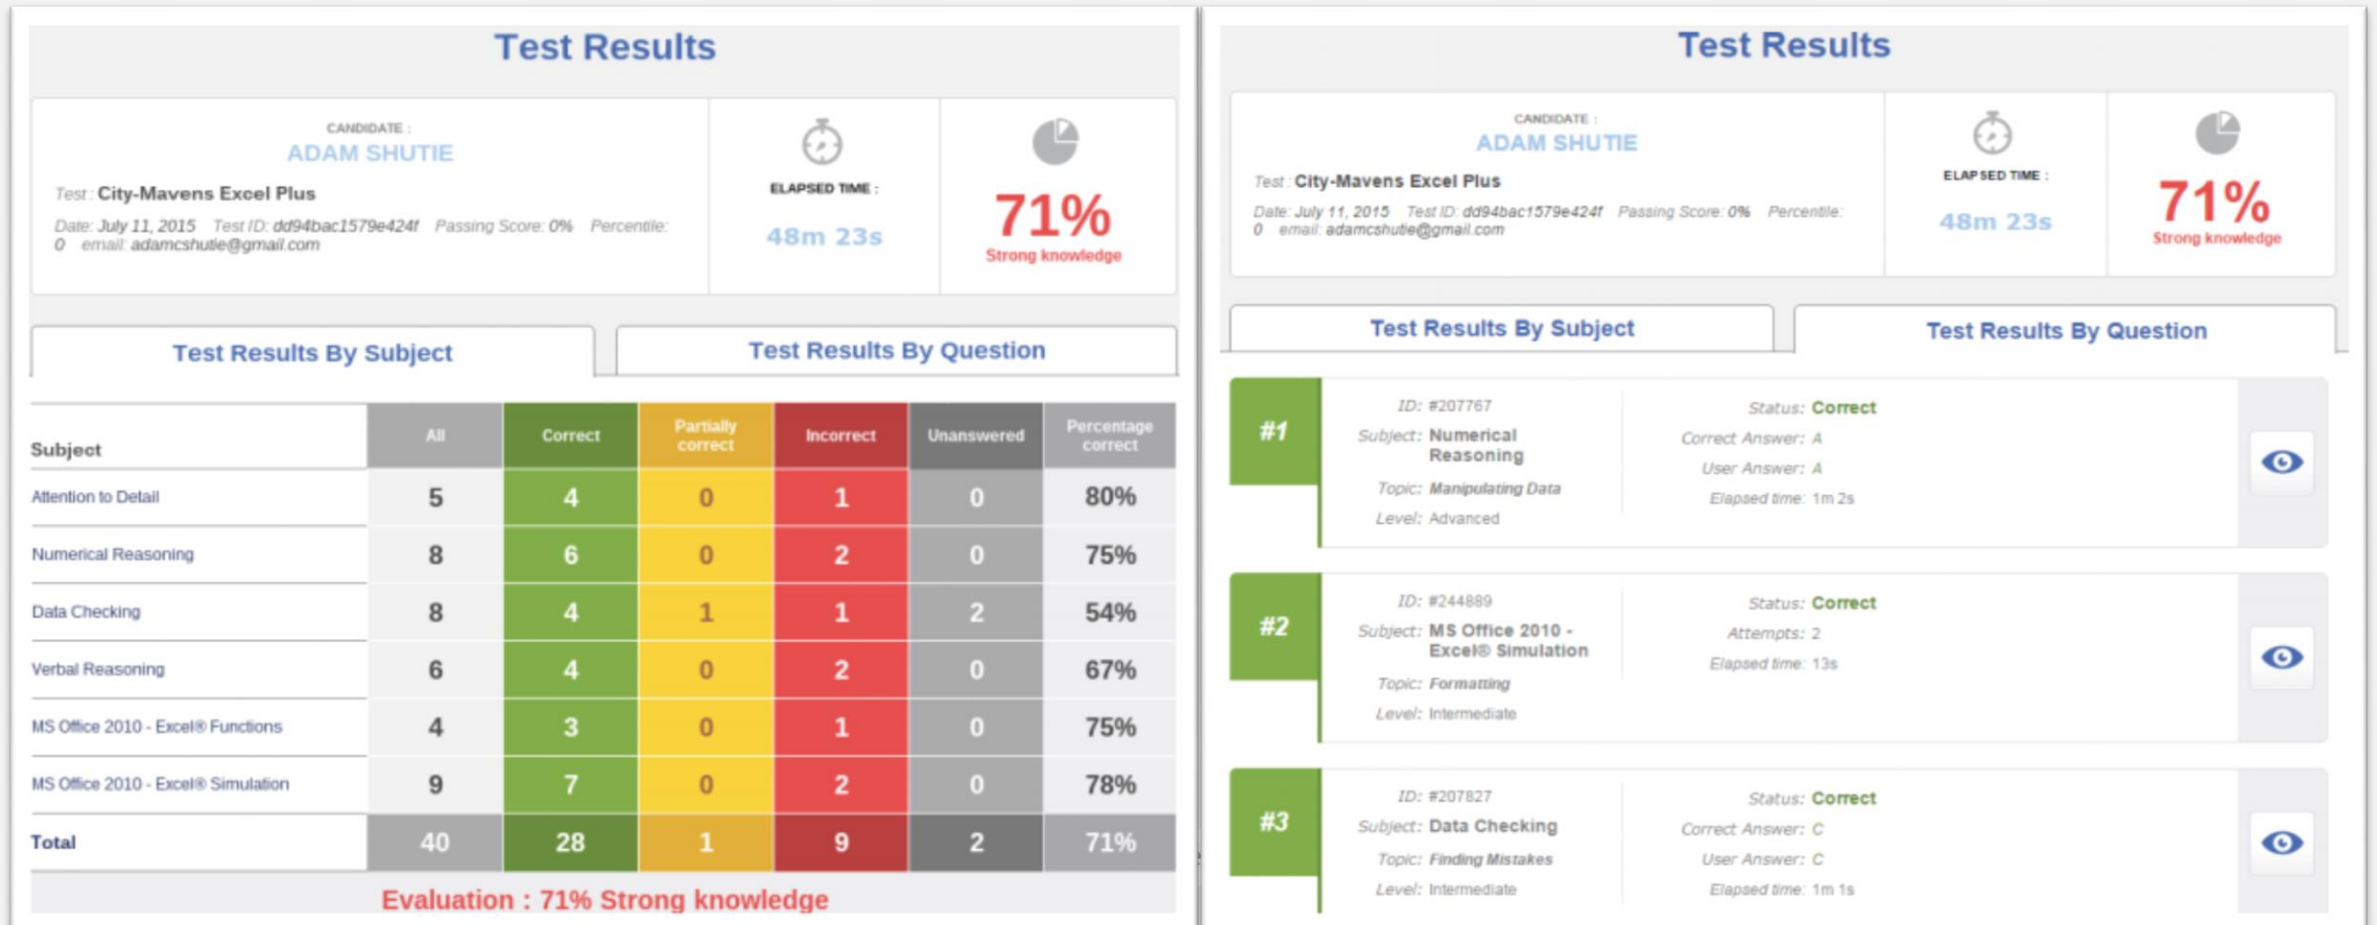 Test Results
CANDIDATE :
ADAM SHUTIE
Test : City-Mavens Excel Plus
Date: July 11, 2015 Test ID: dd94bac1579e424f Passing Score: 0% Percentile:
0 email: adamcshutie@gmail.com
ELAPSED TIME :
48m 23s
71%
Strong knowledge
Test Results By Subject
Test Results By Question
Subject All Correct Partially correct Incorrect Unanswered Percentage correct
Attention to Detail 5 4 0 1 0 80%
Numerical Reasoning 8 6 0 2 0 75%
Data Checking 8 4 1 1 2 54%
Verbal Reasoning 6 4 0 2 0 67%
MS Office 2010 - Excel® Functions 4 3 0 1 0 75%
MS Office 2010 - Excel® Simulation 9 7 0 2 0 78%
Total 40 28 1 9 2 71%
Evaluation : 71% Strong knowledge
Test Results
CANDIDATE :
ADAM SHUTIE
Test : City-Mavens Excel Plus
Date: July 11, 2015 Test ID: dd94bac1579e424f Passing Score: 0% Percentile:
0 email: adamcshutie@gmail.com
ELAPSED TIME :
48m 23s
71%
Strong knowledge
Test Results By Subject
Test Results By Question
#1
ID: #207767
Subject: Numerical
Reasoning
Topic: Manipulating Data
Level: Advanced
Status: Correct
Correct Answer: A
User Answer: A
Elapsed time: 1m 2s
#2
ID: #244889
Subject: MS Office 2010 -
Excel® Simulation
Topic: Formatting
Level: Intermediate
Status: Correct
Attempts: 2
Elapsed time: 13s
#3
ID: #207827
Subject: Data Checking
Topic: Finding Mistakes
Level: Intermediate
Status: Correct
Correct Answer: C
User Answer: C
Elapsed time: 1m 1s